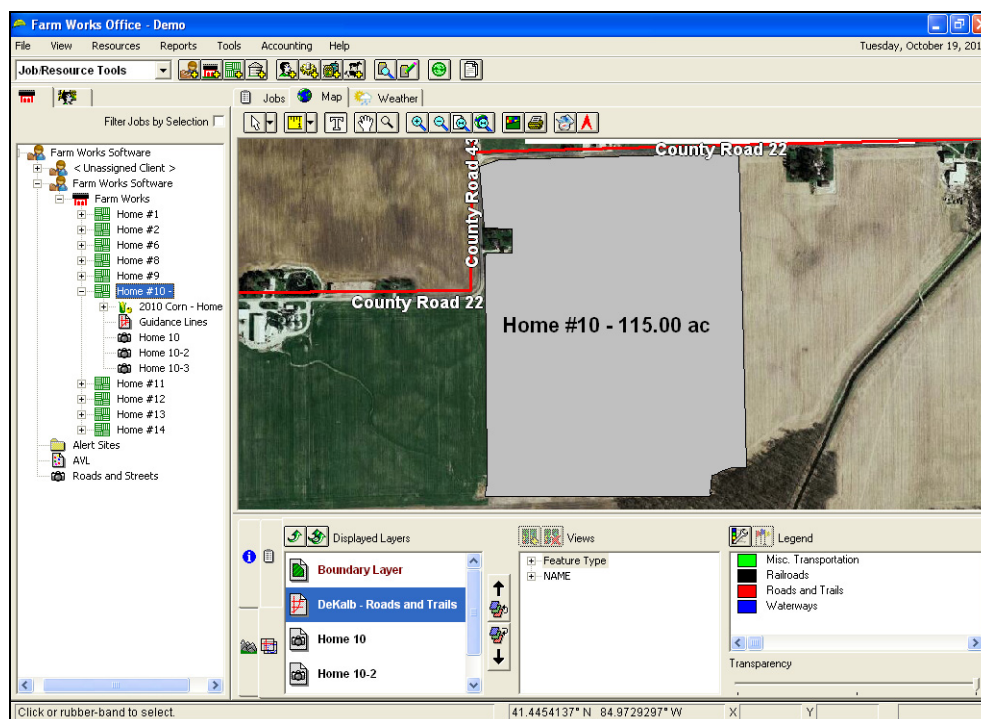 Farm Works Office - Demo
File View Resources Reports Tools Accounting Help
Tuesday, October 19, 201
Job/Resource Tools
Jobs Map Weather
Filter Jobs by Selection
Farm Works Software
< Unassigned Client >
Farm Works Software
Farm Works
Home #1
Home #2
Home #6
Home #8
Home #9
Home #10 -
2010 Corn - Home
Guidance Lines
Home 10
Home 10-2
Home 10-3
Home #11
Home #12
Home #13
Home #14
Alert Sites
AVL
Roads and Streets
County Road 43
County Road 22
County Road 22
Home #10 - 115.00 ac
Displayed Layers
Boundary Layer
DeKalb - Roads and Trails
Home 10
Home 10-2
Views
Feature Type
NAME
Legend
Misc. Transportation
Railroads
Roads and Trails
Waterways
Transparency
Click or rubber-band to select.
41.4454137° N 84.9729297° W
X
Y